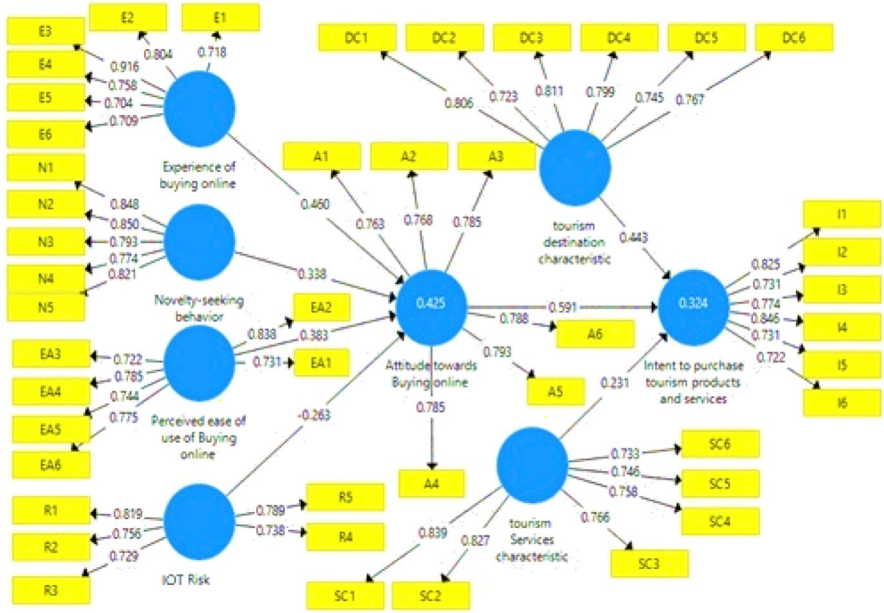 E3
E2
E1
E4
E5
E6
0.916
0.804
0.718
0.758
0.704
0.709
Experience of
buying online
0.460
N1
N2
N3
N4
N5
0.848
0.850
0.793
0.774
0.821
Novelty-seeking
behavior
0.338
EA2
EA1
0.838
0.731
0.383
EA3
EA4
EA5
EA6
0.722
0.785
0.744
0.775
Perceived ease of
use of Buying
online
-0.263
R1
R2
R3
0.819
0.756
0.729
R5
R4
0.789
0.738
IOT Risk
A1
A2
A3
0.763
0.768
0.785
0.425
Attitude towards
Buying online
0.591
0.788
A6
0.793
A5
0.785
A4
DC1
DC2
DC3
DC4
DC5
DC6
0.806
0.723
0.811
0.799
0.745
0.767
tourism
destination
characteristic
0.443
0.324
Intent to purchase
tourism products
and services
I1
I2
I3
I4
I5
I6
0.825
0.731
0.774
0.846
0.731
0.722
0.231
tourism
Services
characteristic
SC6
SC5
SC4
SC3
0.733
0.746
0.758
0.766
0.839
0.827
SC1
SC2